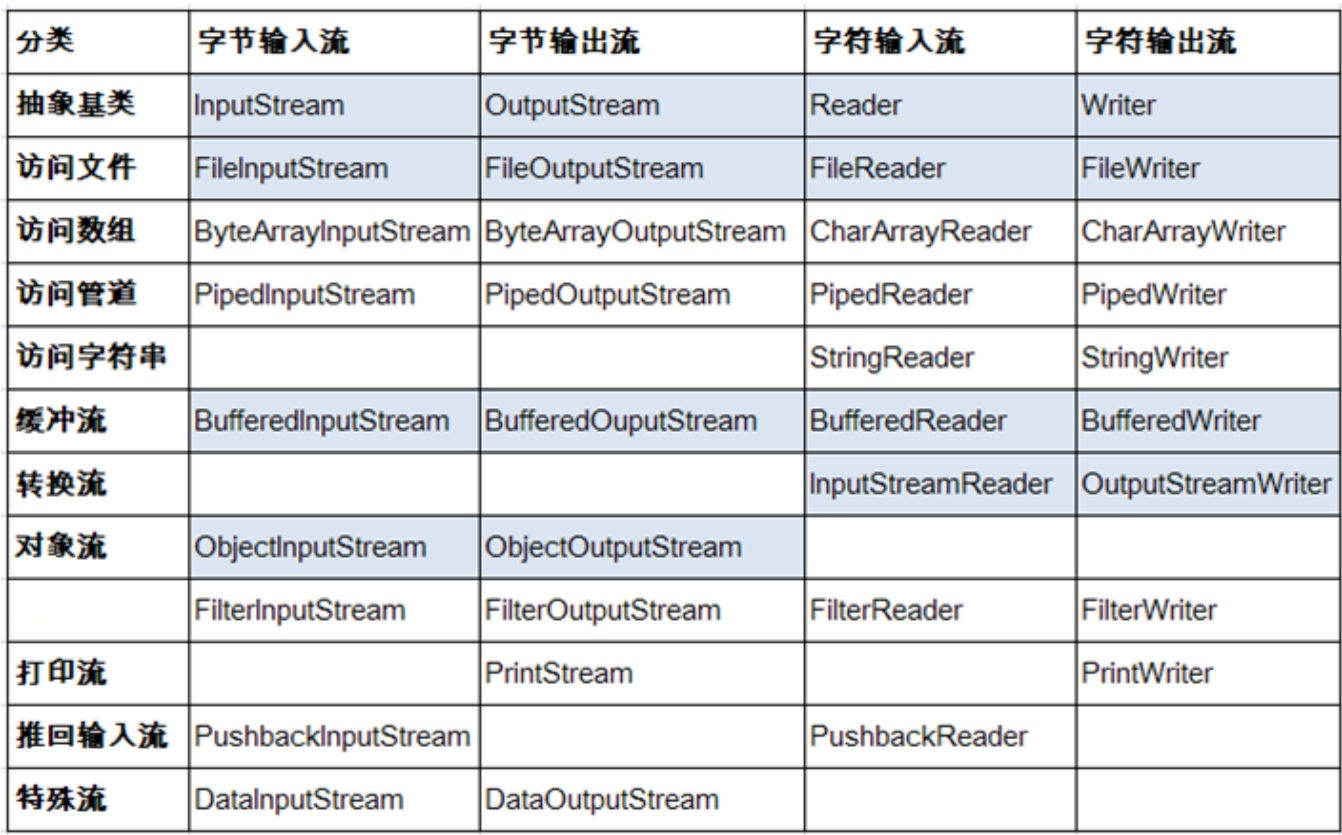 分类 字节输入流 字节输出流 字符输入流 字符输出流
抽象基类 InputStream OutputStream Reader Writer
访问文件 FileInputStream FileOutputStream FileReader FileWriter
访问数组 ByteArrayInputStream ByteArrayOutputStream CharArrayReader CharArrayWriter
访问管道 PipedInputStream PipedOutputStream PipedReader PipedWriter
访问字符串 StringReader StringWriter
缓冲流 BufferedInputStream BufferedOuputStream BufferedReader BufferedWriter
转换流 InputStreamReader OutputStreamWriter
对象流 ObjectInputStream ObjectOutputStream
FilterInputStream FilterOutputStream FilterReader FilterWriter
打印流 PrintStream PrintWriter
推回输入流 PushbackInputStream PushbackReader
特殊流 DataInputStream DataOutputStream